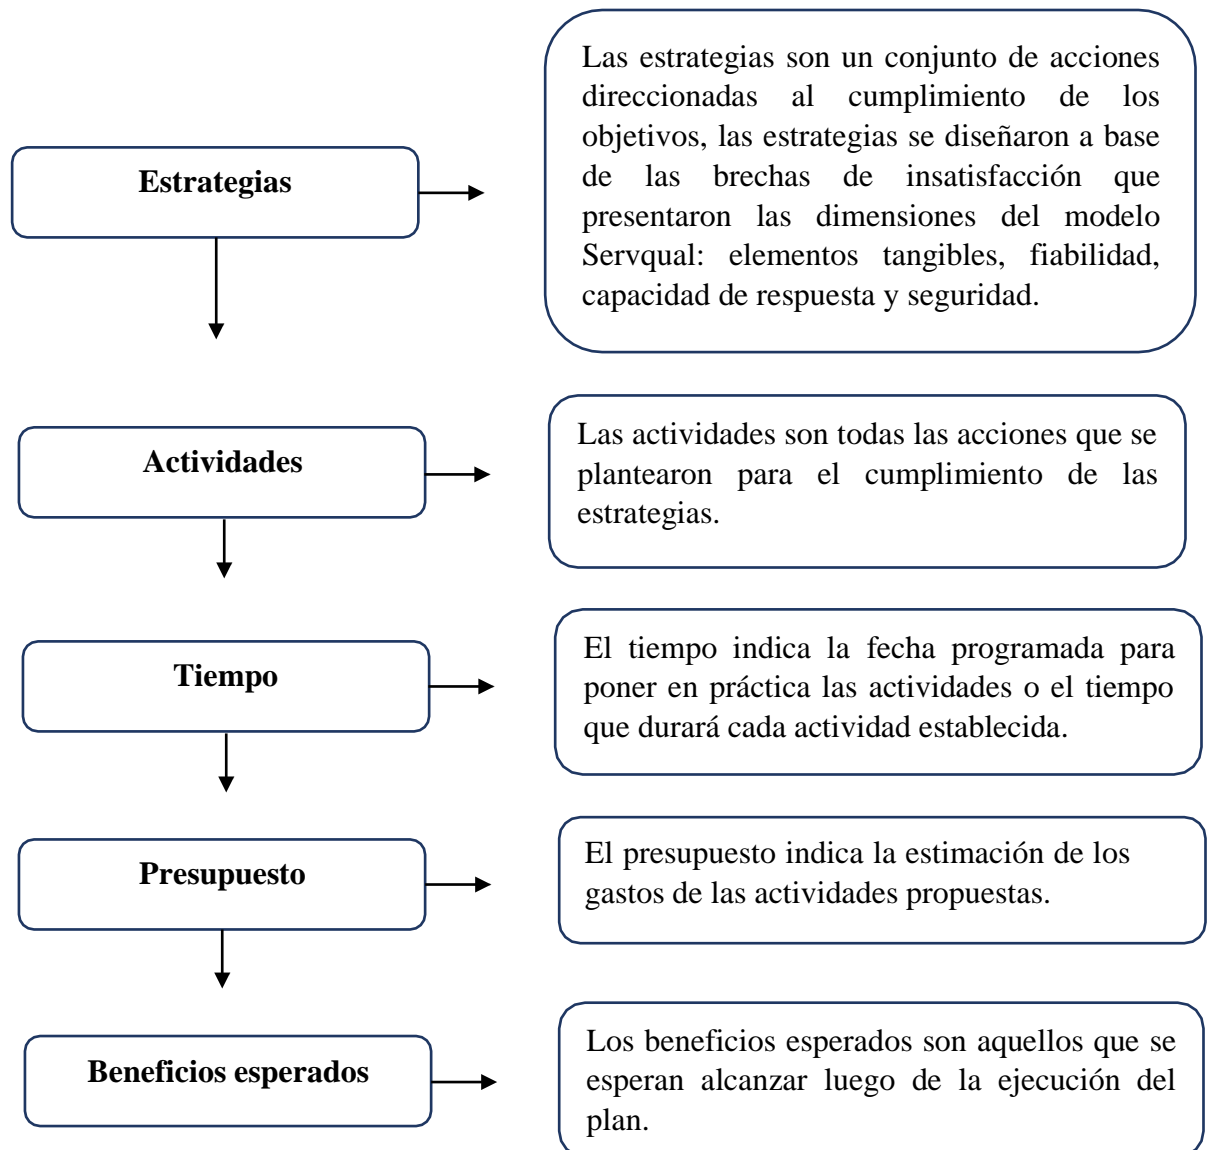 Estrategias
Las estrategias son un conjunto de acciones
direccionadas al cumplimiento de los
objetivos, las estrategias se diseñaron a base
de las brechas de insatisfacción que
presentaron las dimensiones del modelo
Servqual: elementos tangibles, fiabilidad,
capacidad de respuesta y seguridad.
Actividades
Las actividades son todas las acciones que se
plantearon para el cumplimiento de las
estrategias.
Tiempo
El tiempo indica la fecha programada para
poner en práctica las actividades o el tiempo
que durará cada actividad establecida.
Presupuesto
El presupuesto indica la estimación de los
gastos de las actividades propuestas.
Beneficios esperados
Los beneficios esperados son aquellos que se
esperan alcanzar luego de la ejecución del
plan.